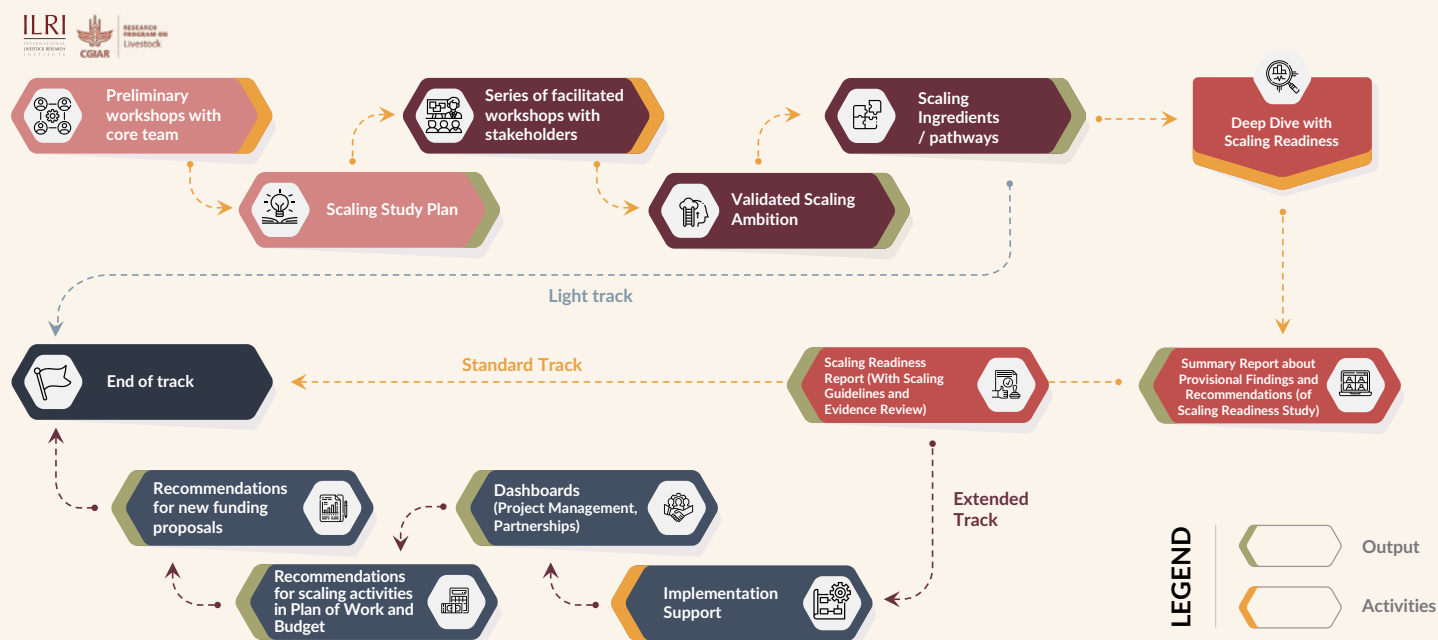 ILRI
INTERNATIONAL
LIVESTOCK RESEARCH
INSTITUTE
CGIAR
RESEARCH
PROGRAM ON
Livestock
Preliminary
workshops with
core team
Series of facilitated
workshops with
stakeholders
Scaling
Ingredients
/ pathways
Deep Dive with
Scaling Readiness
Scaling Study Plan
Validated Scaling
Ambition
Light track
End of track
Standard Track
Scaling Readiness
Report (With Scaling
Guidelines and
Evidence Review)
Summary Report about
Provisional Findings and
Recommendations (of
Scaling Readiness Study)
Recommendations
for new funding
proposals
Dashboards
(Project Management,
Partnerships)
Extended
Track
Recommendations
for scaling activities
in Plan of Work and
Budget
Implementation
Support
LEGEND
Output
Activities